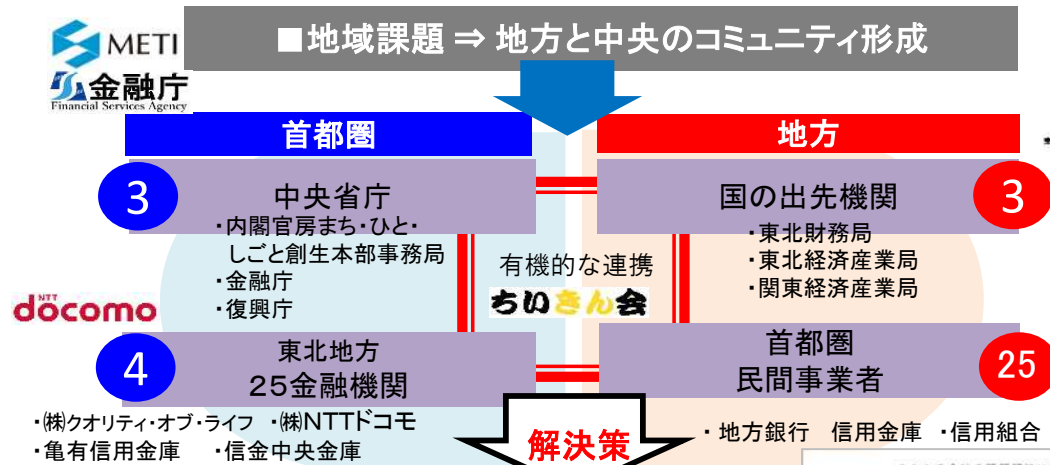 METI
金融庁
Financial Services Agency
■地域課題 ⇒ 地方と中央のコミュニティ形成
首都圏
地方
3
中央省庁
・内閣官房まち・ひと・
しごと創生本部事務局
・金融庁
・復興庁
国の出先機関
3
・東北財務局
・東北経済産業局
・関東経済産業局
有機的な連携
ちいきん会
NTT
döcomo
4
東北地方
25金融機関
首都圏
民間事業者
25
・㈱クオリティ・オブ・ライフ ・㈱NTTドコモ
・亀有信用金庫 ・信金中央金庫
解決策
・地方銀行 信用金庫 ・信用組合